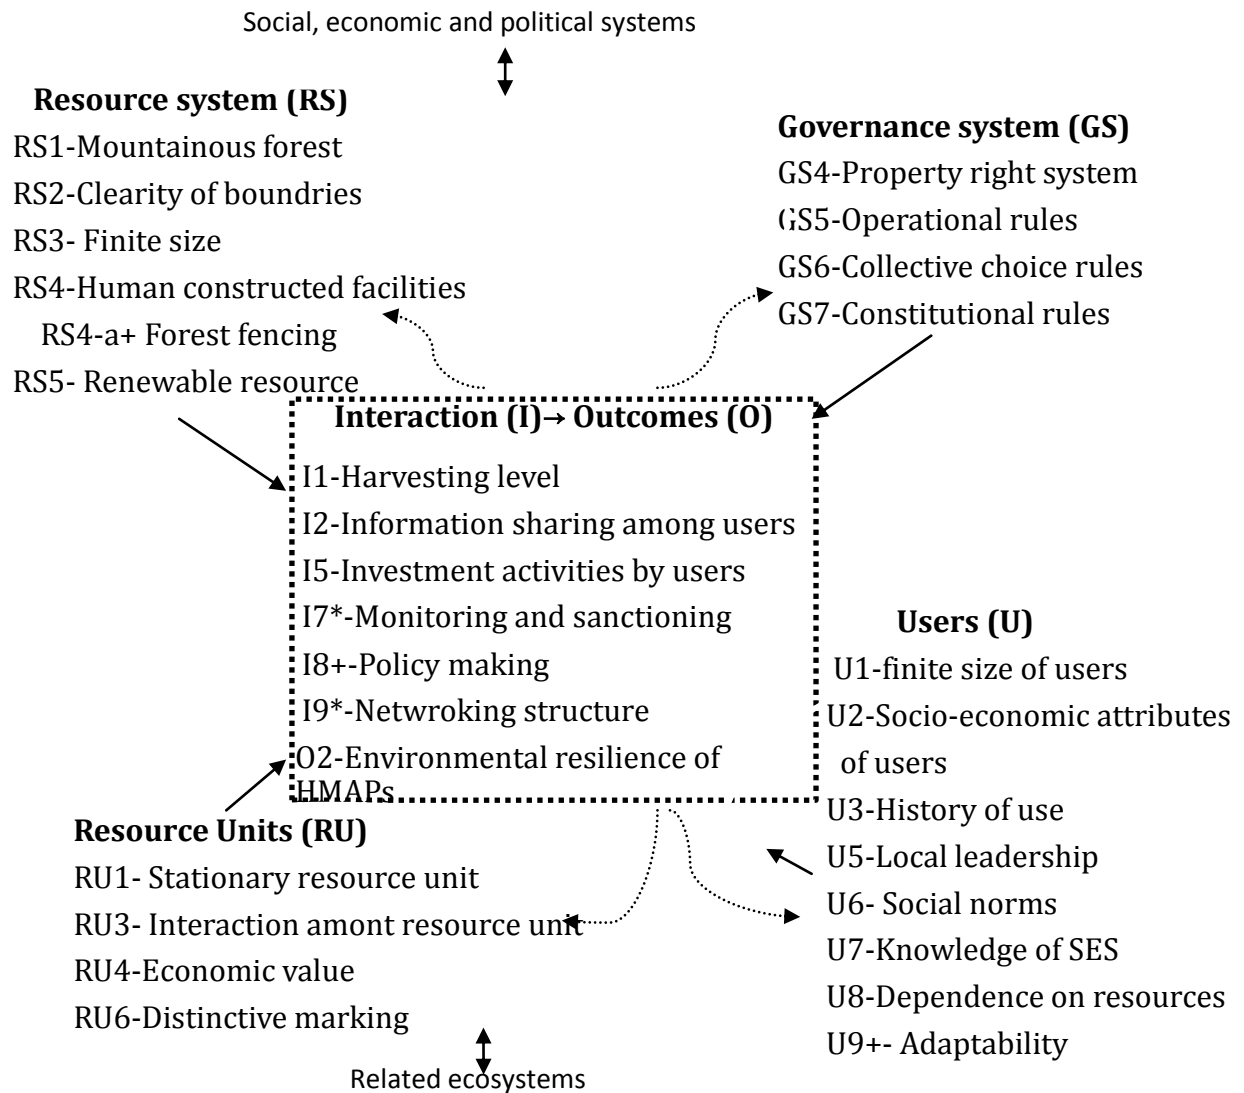 Social, economic and political systems
Resource system (RS)
RS1-Mountainous forest
RS2-Clearity of boundries
RS3- Finite size
RS4-Human constructed facilities
RS4-a+ Forest fencing
RS5- Renewable resource
Governance system (GS)
GS4-Property right system
GS5-Operational rules
GS6-Collective choice rules
GS7-Constitutional rules
Interaction (I)→ Outcomes (O)
I1-Harvesting level
I2-Information sharing among users
I5-Investment activities by users
I7*-Monitoring and sanctioning
I8+-Policy making
I9*-Netwroking structure
O2-Environmental resilience of
HMAPs
Resource Units (RU)
RU1- Stationary resource unit
RU3- Interaction amont resource unit
RU4-Economic value
RU6-Distinctive marking
Users (U)
U1-finite size of users
U2-Socio-economic attributes
of users
U3-History of use
U5-Local leadership
U6- Social norms
U7-Knowledge of SES
U8-Dependence on resources
U9+- Adaptability
Related ecosystems